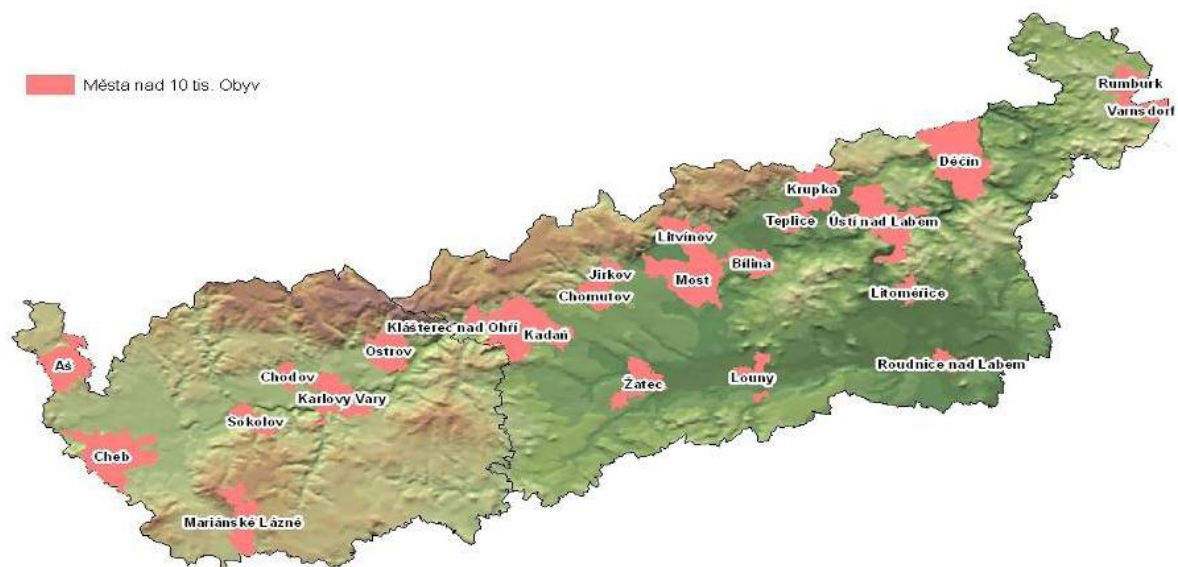 Města nad 10 tis. Obyv
Rumburk
Varnsdorf
Děčín
Krupka
Teplice
Ústí nad Labem
Litvínov
Bílina
Most
Jirkov
Chomutov
Litoměřice
Klášterec nad Ohří
Kadaň
Ostrov
Roudnice nad Labem
Aš
Chodov
Žatec
Louny
Karlovy Vary
Sokolov
Cheb
Mariánské Lázně